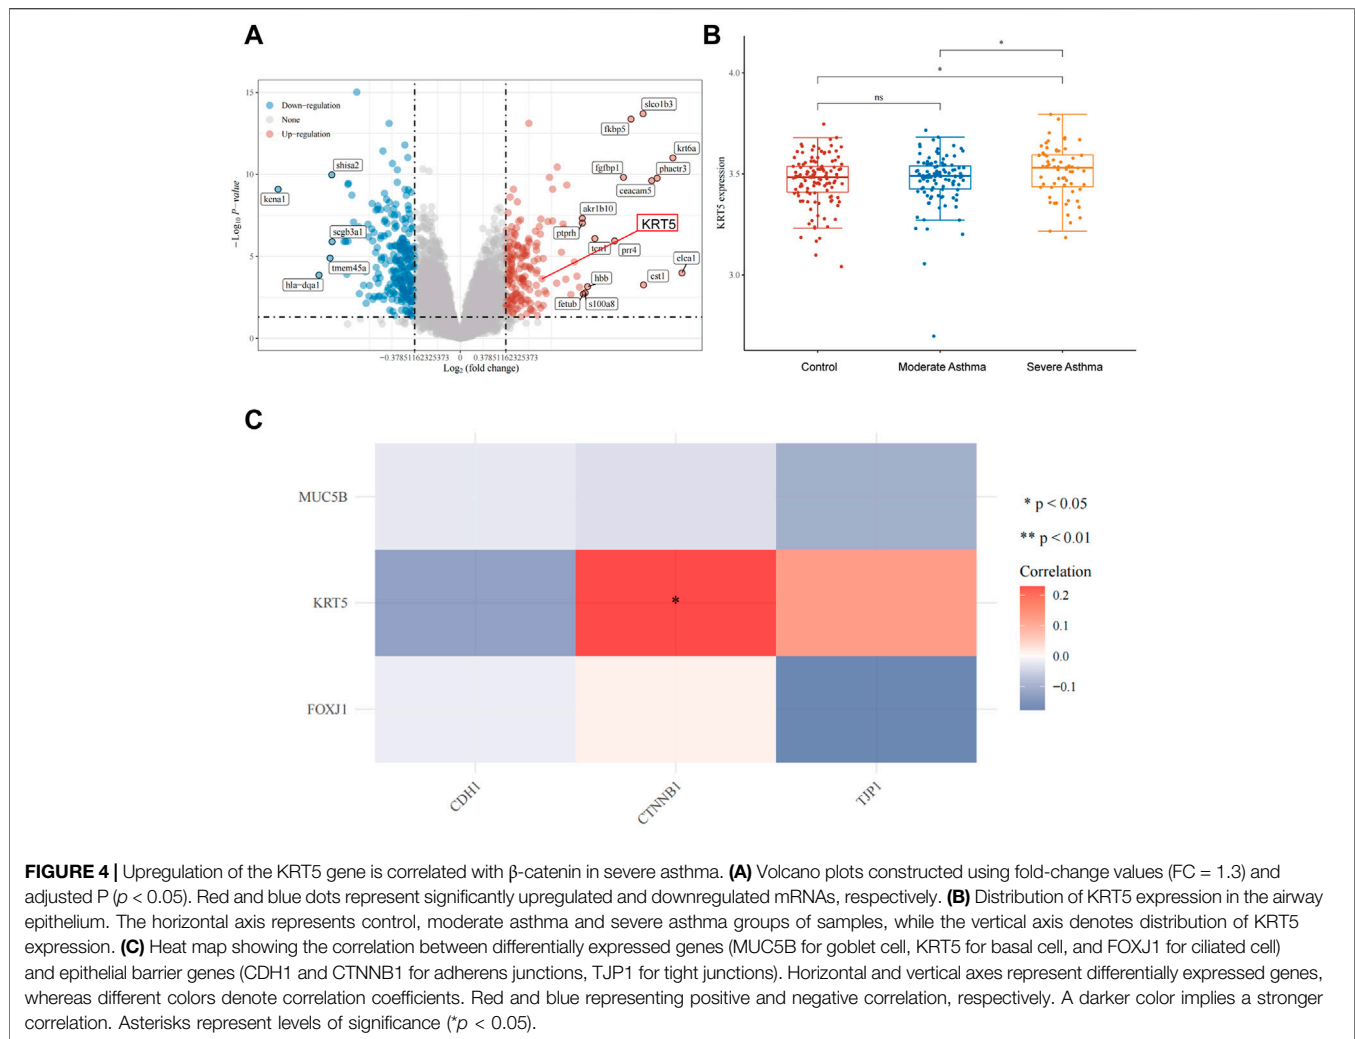 A
B
Down−regulation
None
Up−regulation
slco1b3
fkbp5
krt6a
shisa2
fgfbp1
phactr3
ceacam5
kcna1
akr1b10
scgb3a1
ptprh
KRT5
tcn1
prr4
tmem45a
clca1
hla−dqa1
hbb
cst1
fetub
s100a8
15
10
5
0
−Log10 P−value
−0.37851162325373
0
0.37851162325373
Log2 (fold change)
*
*
ns
4.0
3.5
3.0
KRT5 expression
Control
Moderate Asthma
Severe Asthma
C
MUC5B
KRT5
FOXJ1
*
CDH1
CTNNB1
TJP1
* p < 0.05
** p < 0.01
Correlation
0.2
0.1
0.0
−0.1
FIGURE 4 | Upregulation of the KRT5 gene is correlated with β-catenin in severe asthma. (A) Volcano plots constructed using fold-change values (FC = 1.3) and
adjusted P (p < 0.05). Red and blue dots represent significantly upregulated and downregulated mRNAs, respectively. (B) Distribution of KRT5 expression in the airway
epithelium. The horizontal axis represents control, moderate asthma and severe asthma groups of samples, while the vertical axis denotes distribution of KRT5
expression. (C) Heat map showing the correlation between differentially expressed genes (MUC5B for goblet cell, KRT5 for basal cell, and FOXJ1 for ciliated cell)
and epithelial barrier genes (CDH1 and CTNNB1 for adherens junctions, TJP1 for tight junctions). Horizontal and vertical axes represent differentially expressed genes,
whereas different colors denote correlation coefficients. Red and blue representing positive and negative correlation, respectively. A darker color implies a stronger
correlation. Asterisks represent levels of significance (*p < 0.05).